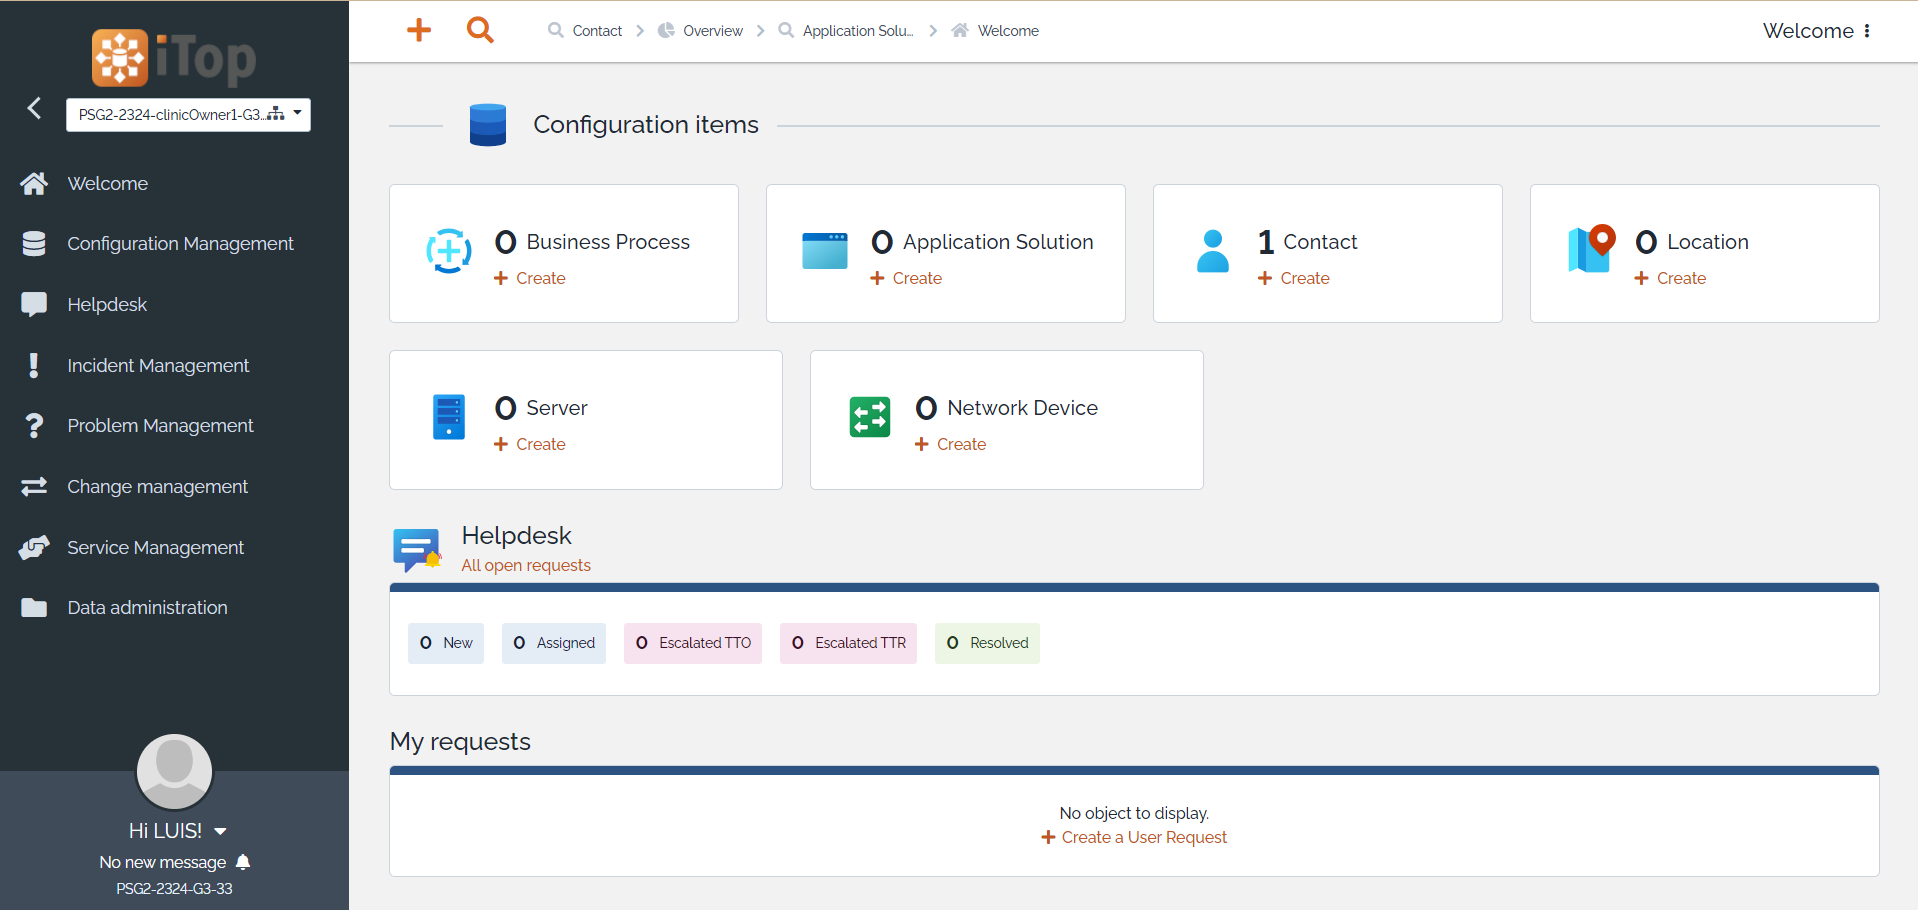 iTop
PSG2-2324-clinicOwner1-G3...
Welcome
Configuration Management
Helpdesk
Incident Management
Problem Management
Change management
Service Management
Data administration
Hi LUIS!
No new message
PSG2-2324-G3-33
Contact
Overview
Application Solu...
Welcome
Welcome
Configuration items
0 Business Process
Create
0 Application Solution
Create
1 Contact
Create
0 Location
Create
0 Server
Create
0 Network Device
Create
Helpdesk
All open requests
0 New
0 Assigned
0 Escalated TTO
0 Escalated TTR
0 Resolved
My requests
No object to display.
Create a User Request